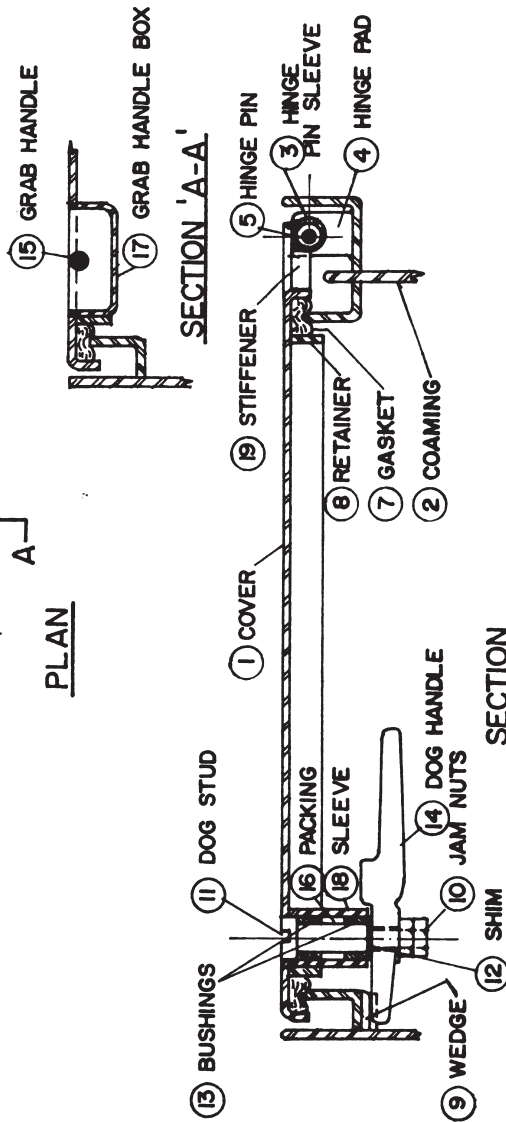 15 GRAB HANDLE
17 GRAB HANDLE BOX
SECTION 'A-A'
A
PLAN
5 HINGE PIN
3 HINGE
PIN SLEEVE
4 HINGE PAD
19 STIFFENER
8 RETAINER
7 GASKET
2 COAMING
1 COVER
11 DOG STUD
13 BUSHINGS
16 PACKING
18 SLEEVE
14 DOG HANDLE
10 JAM NUTS
12 SHIM
9 WEDGE
SECTION